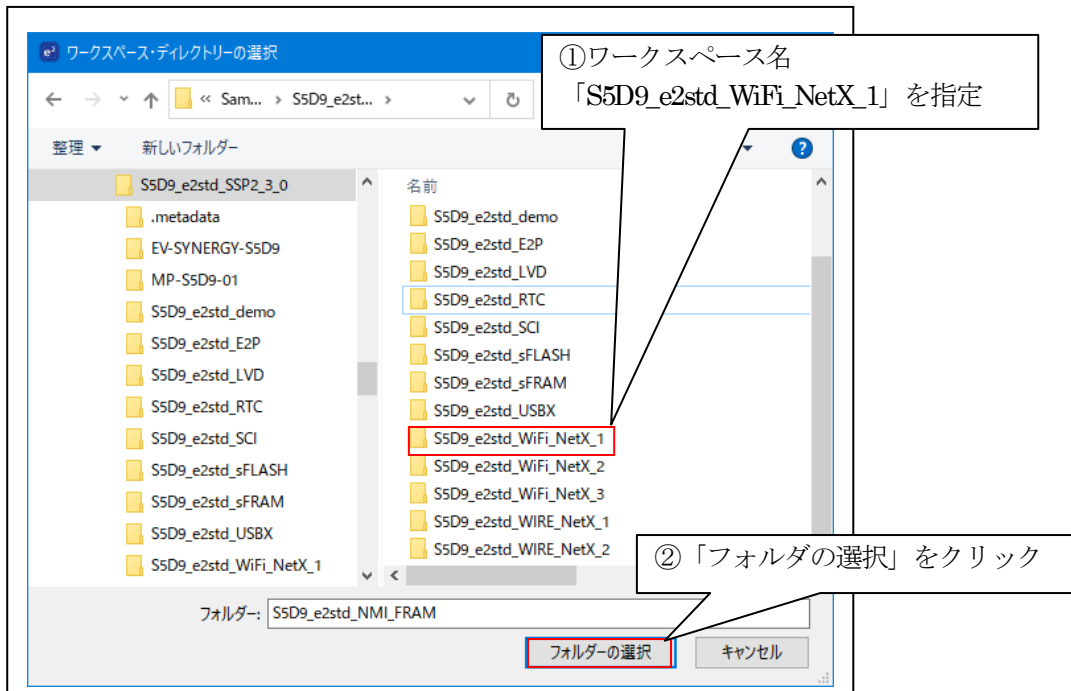 e² ワークスペース・ディレクトリーの選択
①ワークスペース名
「S5D9_e2std_WiFi_NetX_1」を指定
« Sam... › S5D9_e2st... ›
整理 新しいフォルダー
S5D9_e2std_SSP2_3_0
.metadata
EV-SYNERGY-S5D9
MP-S5D9-01
S5D9_e2std_demo
S5D9_e2std_E2P
S5D9_e2std_LVD
S5D9_e2std_RTC
S5D9_e2std_SCI
S5D9_e2std_sFLASH
S5D9_e2std_sFRAM
S5D9_e2std_USBX
S5D9_e2std_WiFi_NetX_1
名前
S5D9_e2std_demo
S5D9_e2std_E2P
S5D9_e2std_LVD
S5D9_e2std_RTC
S5D9_e2std_SCI
S5D9_e2std_sFLASH
S5D9_e2std_sFRAM
S5D9_e2std_USBX
S5D9_e2std_WiFi_NetX_1
S5D9_e2std_WiFi_NetX_2
S5D9_e2std_WiFi_NetX_3
S5D9_e2std_WIRE_NetX_1
S5D9_e2std_WIRE_NetX_2
②「フォルダの選択」をクリック
フォルダー: S5D9_e2std_NMI_FRAM
フォルダーの選択 キャンセル